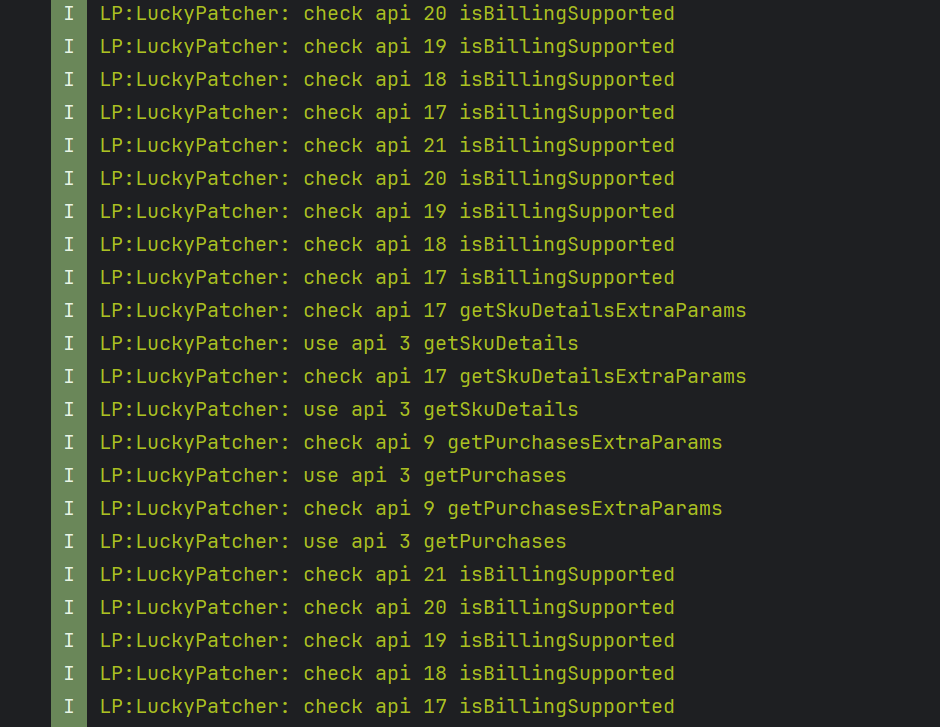 I LP:LuckyPatcher: check api 20 isBillingSupported
I LP:LuckyPatcher: check api 19 isBillingSupported
I LP:LuckyPatcher: check api 18 isBillingSupported
I LP:LuckyPatcher: check api 17 isBillingSupported
I LP:LuckyPatcher: check api 21 isBillingSupported
I LP:LuckyPatcher: check api 20 isBillingSupported
I LP:LuckyPatcher: check api 19 isBillingSupported
I LP:LuckyPatcher: check api 18 isBillingSupported
I LP:LuckyPatcher: check api 17 isBillingSupported
I LP:LuckyPatcher: check api 17 getSkuDetailsExtraParams
I LP:LuckyPatcher: use api 3 getSkuDetails
I LP:LuckyPatcher: check api 17 getSkuDetailsExtraParams
I LP:LuckyPatcher: use api 3 getSkuDetails
I LP:LuckyPatcher: check api 9 getPurchasesExtraParams
I LP:LuckyPatcher: use api 3 getPurchases
I LP:LuckyPatcher: check api 9 getPurchasesExtraParams
I LP:LuckyPatcher: use api 3 getPurchases
I LP:LuckyPatcher: check api 21 isBillingSupported
I LP:LuckyPatcher: check api 20 isBillingSupported
I LP:LuckyPatcher: check api 19 isBillingSupported
I LP:LuckyPatcher: check api 18 isBillingSupported
I LP:LuckyPatcher: check api 17 isBillingSupported